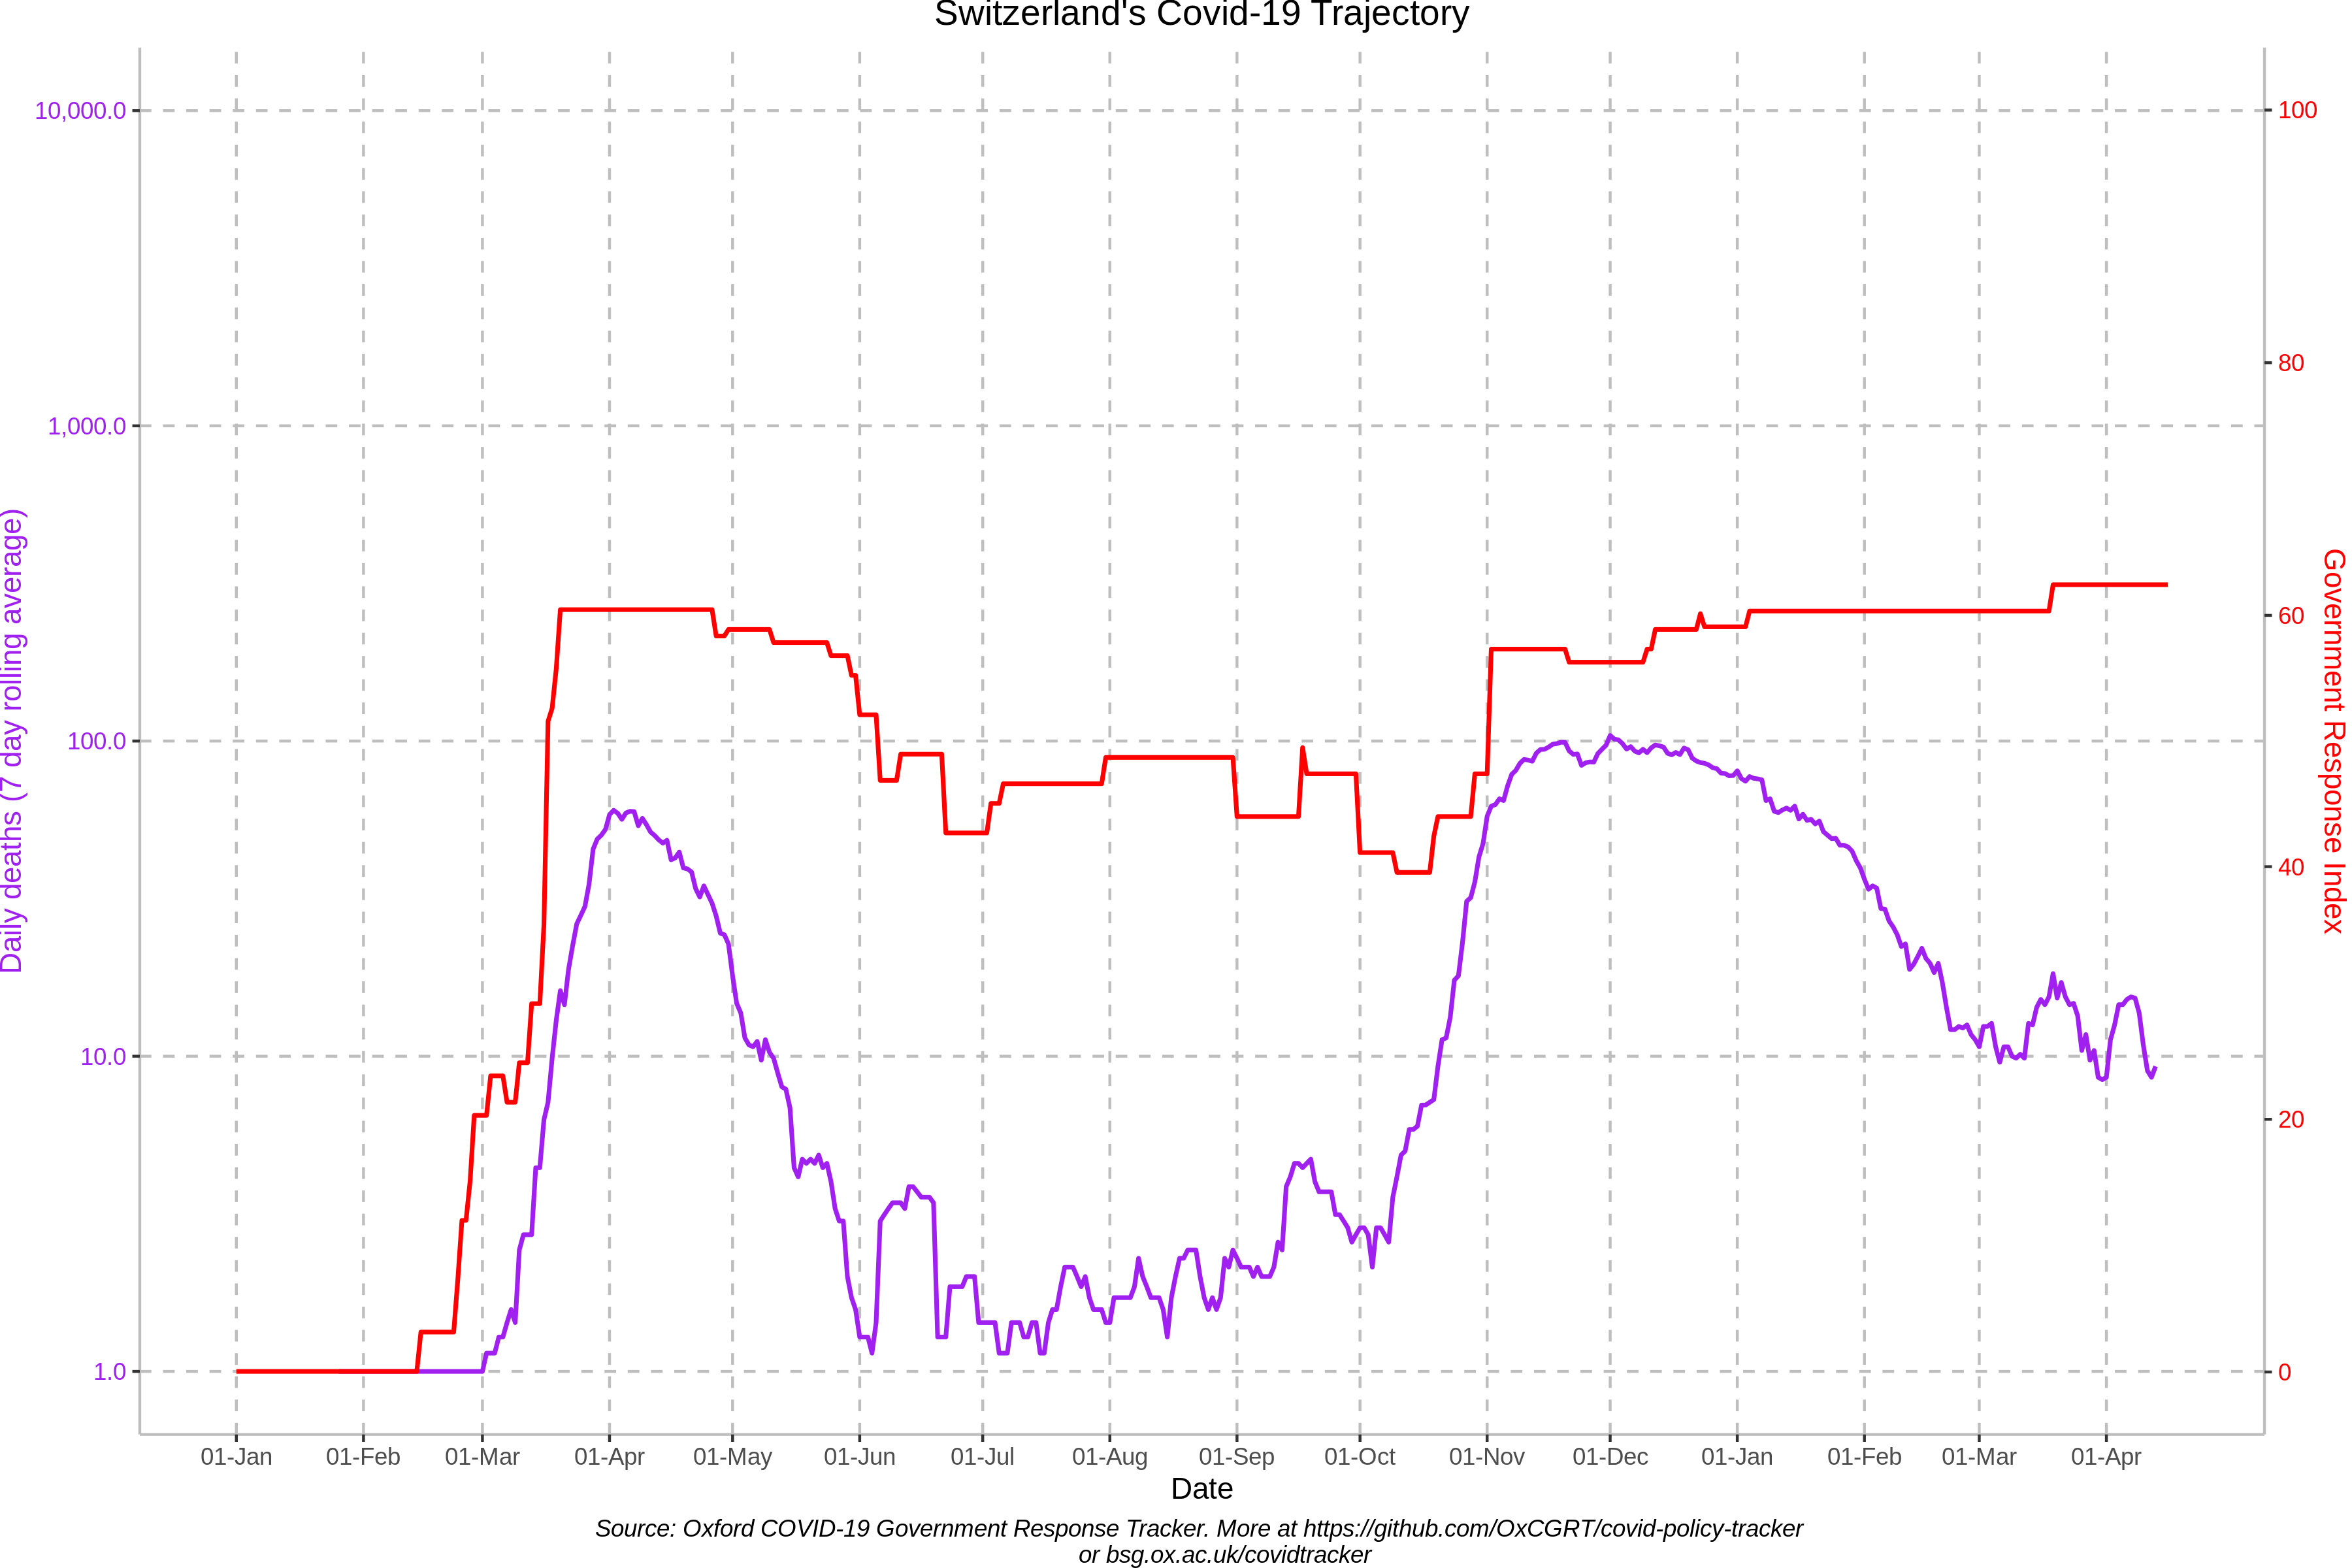 Switzerland's Covid-19 Trajectory
10,000.0
1,000.0
100.0
10.0
1.0
Daily deaths (7 day rolling average)
100
80
60
40
20
0
Government Response Index
01-Jan
01-Feb
01-Mar
01-Apr
01-May
01-Jun
01-Jul
01-Aug
01-Sep
01-Oct
01-Nov
01-Dec
01-Jan
01-Feb
01-Mar
01-Apr
Date
Source: Oxford COVID-19 Government Response Tracker. More at https://github.com/OxCGRT/covid-policy-tracker
or bsg.ox.ac.uk/covidtracker